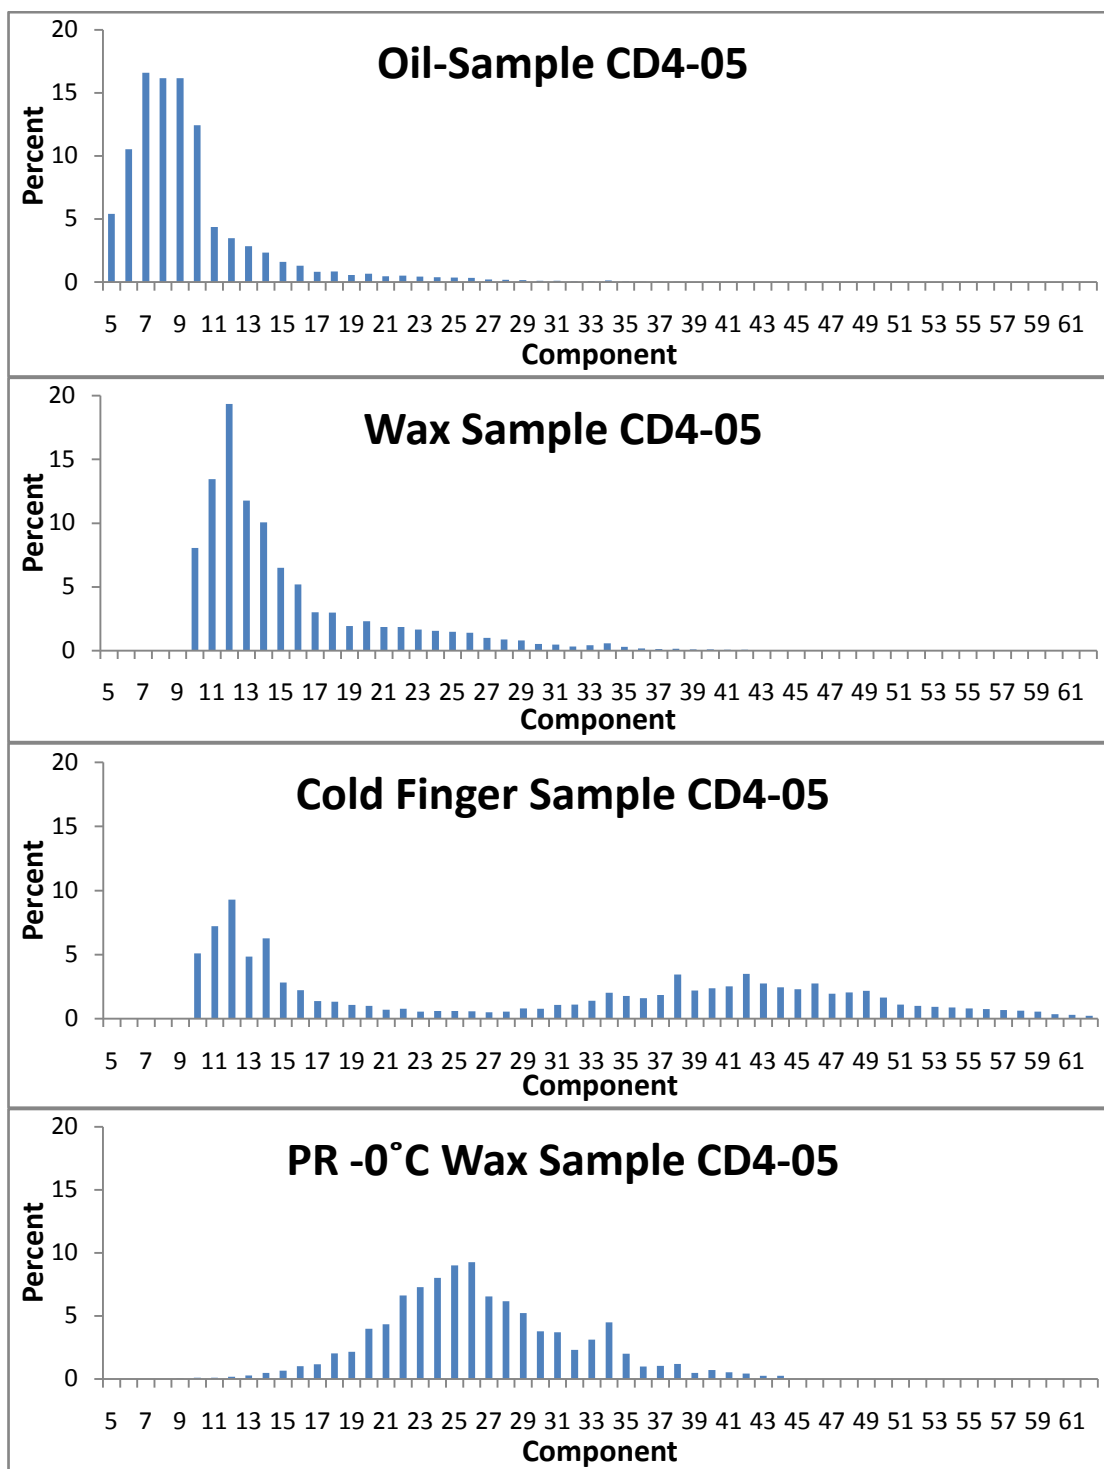 Oil-Sample CD4-05
Percent
20
15
10
5
0
5 7 9 11 13 15 17 19 21 23 25 27 29 31 33 35 37 39 41 43 45 47 49 51 53 55 57 59 61
Component
Wax Sample CD4-05
Percent
20
15
10
5
0
5 7 9 11 13 15 17 19 21 23 25 27 29 31 33 35 37 39 41 43 45 47 49 51 53 55 57 59 61
Component
Cold Finger Sample CD4-05
Percent
20
15
10
5
0
5 7 9 11 13 15 17 19 21 23 25 27 29 31 33 35 37 39 41 43 45 47 49 51 53 55 57 59 61
Component
PR -0˚C Wax Sample CD4-05
Percent
20
15
10
5
0
5 7 9 11 13 15 17 19 21 23 25 27 29 31 33 35 37 39 41 43 45 47 49 51 53 55 57 59 61
Component